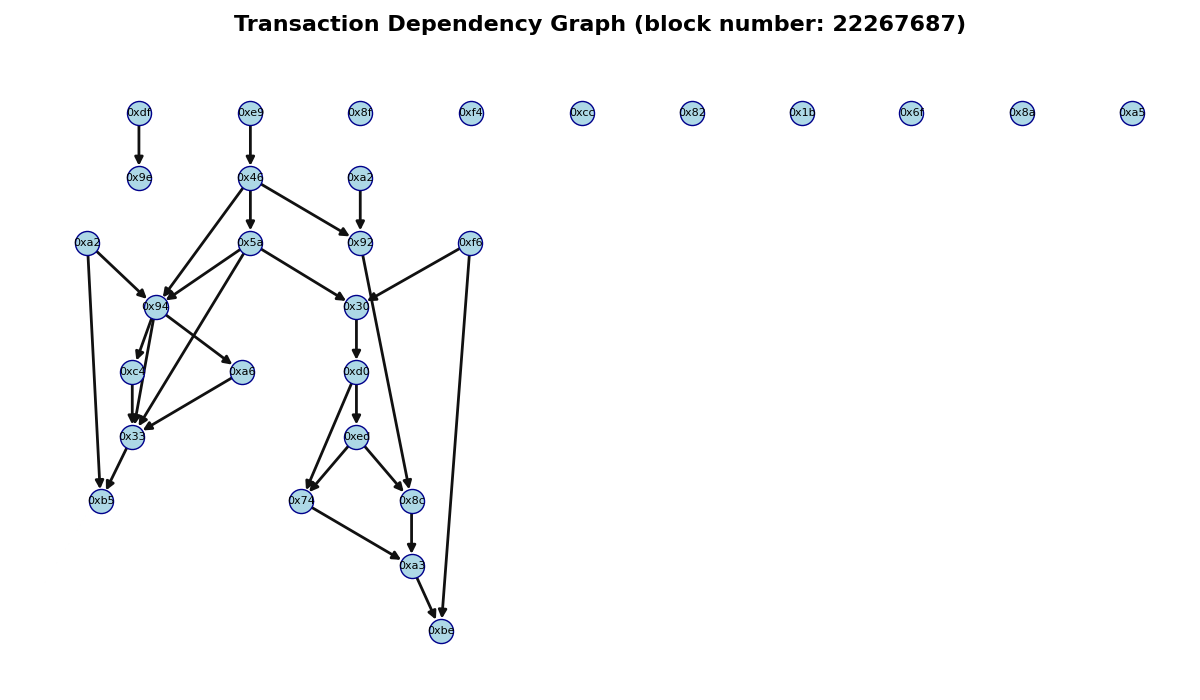 Transaction Dependency Graph (block number: 22267687)
0xdf 0xe9 0x8f 0xf4 0xcc 0x82 0x1b 0x6f 0x8a 0xa5
0x9e 0x46 0xa2
0xa2 0x5a 0x92 0xf6
0x94 0x30
0xc4 0xa6 0xd0
0x33 0xed
0xb5 0x74 0x8c
0xa3
0xbe